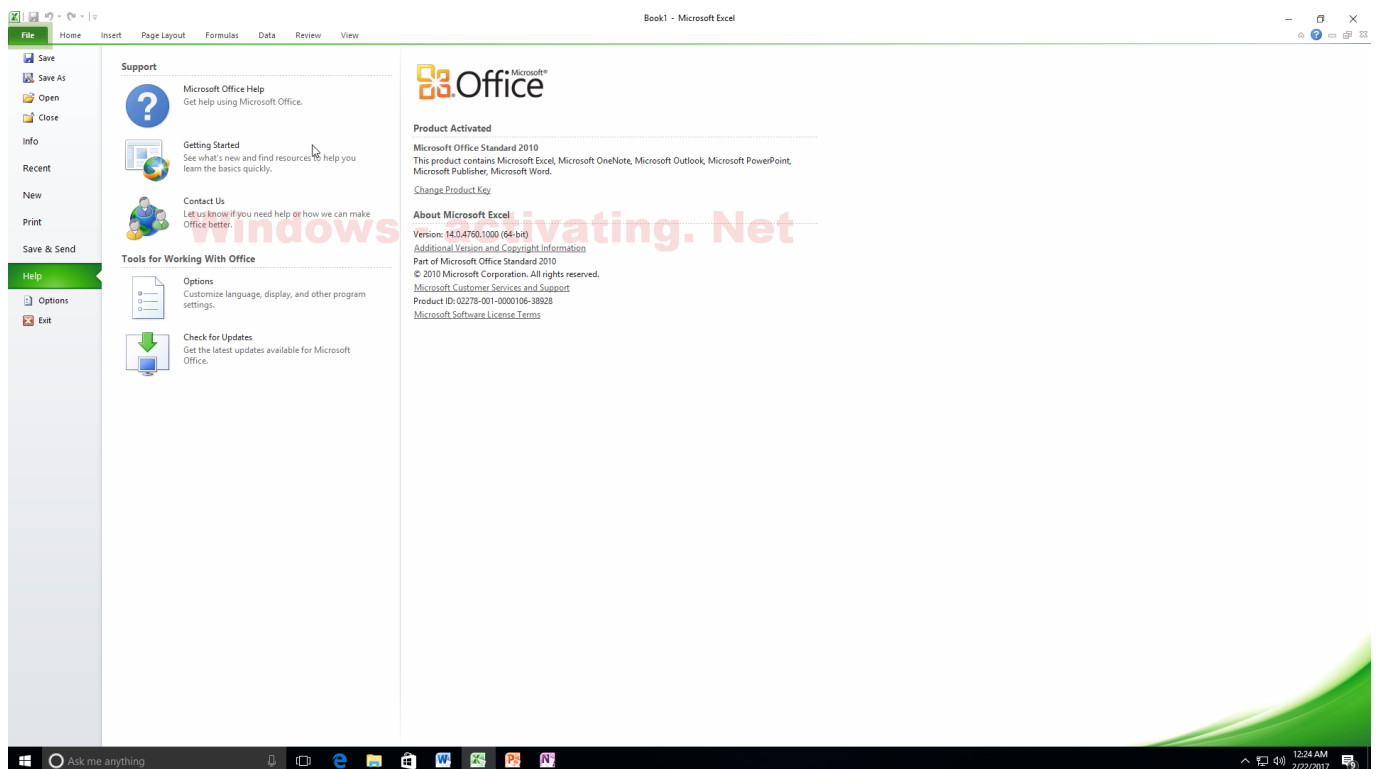 Book1 - Microsoft Excel
File Home Insert Page Layout Formulas Data Review View
Save
Save As
Open
Close
Info
Recent
New
Print
Save & Send
Help
Options
Exit
Support
Microsoft Office Help
Get help using Microsoft Office.
Getting Started
See what's new and find resources to help you
learn the basics quickly.
Contact Us
Let us know if you need help or how we can make
Office better.
Tools for Working With Office
Options
Customize language, display, and other program
settings.
Check for Updates
Get the latest updates available for Microsoft
Office.
Microsoft®
Office
Product Activated
Microsoft Office Standard 2010
This product contains Microsoft Excel, Microsoft OneNote, Microsoft Outlook, Microsoft PowerPoint,
Microsoft Publisher, Microsoft Word.
Change Product Key
About Microsoft Excel
Version: 14.0.4760.1000 (64-bit)
Additional Version and Copyright Information
Part of Microsoft Office Standard 2010
© 2010 Microsoft Corporation. All rights reserved.
Microsoft Customer Services and Support
Product ID: 02278-001-0000106-38928
Microsoft Software License Terms
Windows - activating. Net
Ask me anything
12:24 AM
2/22/2017